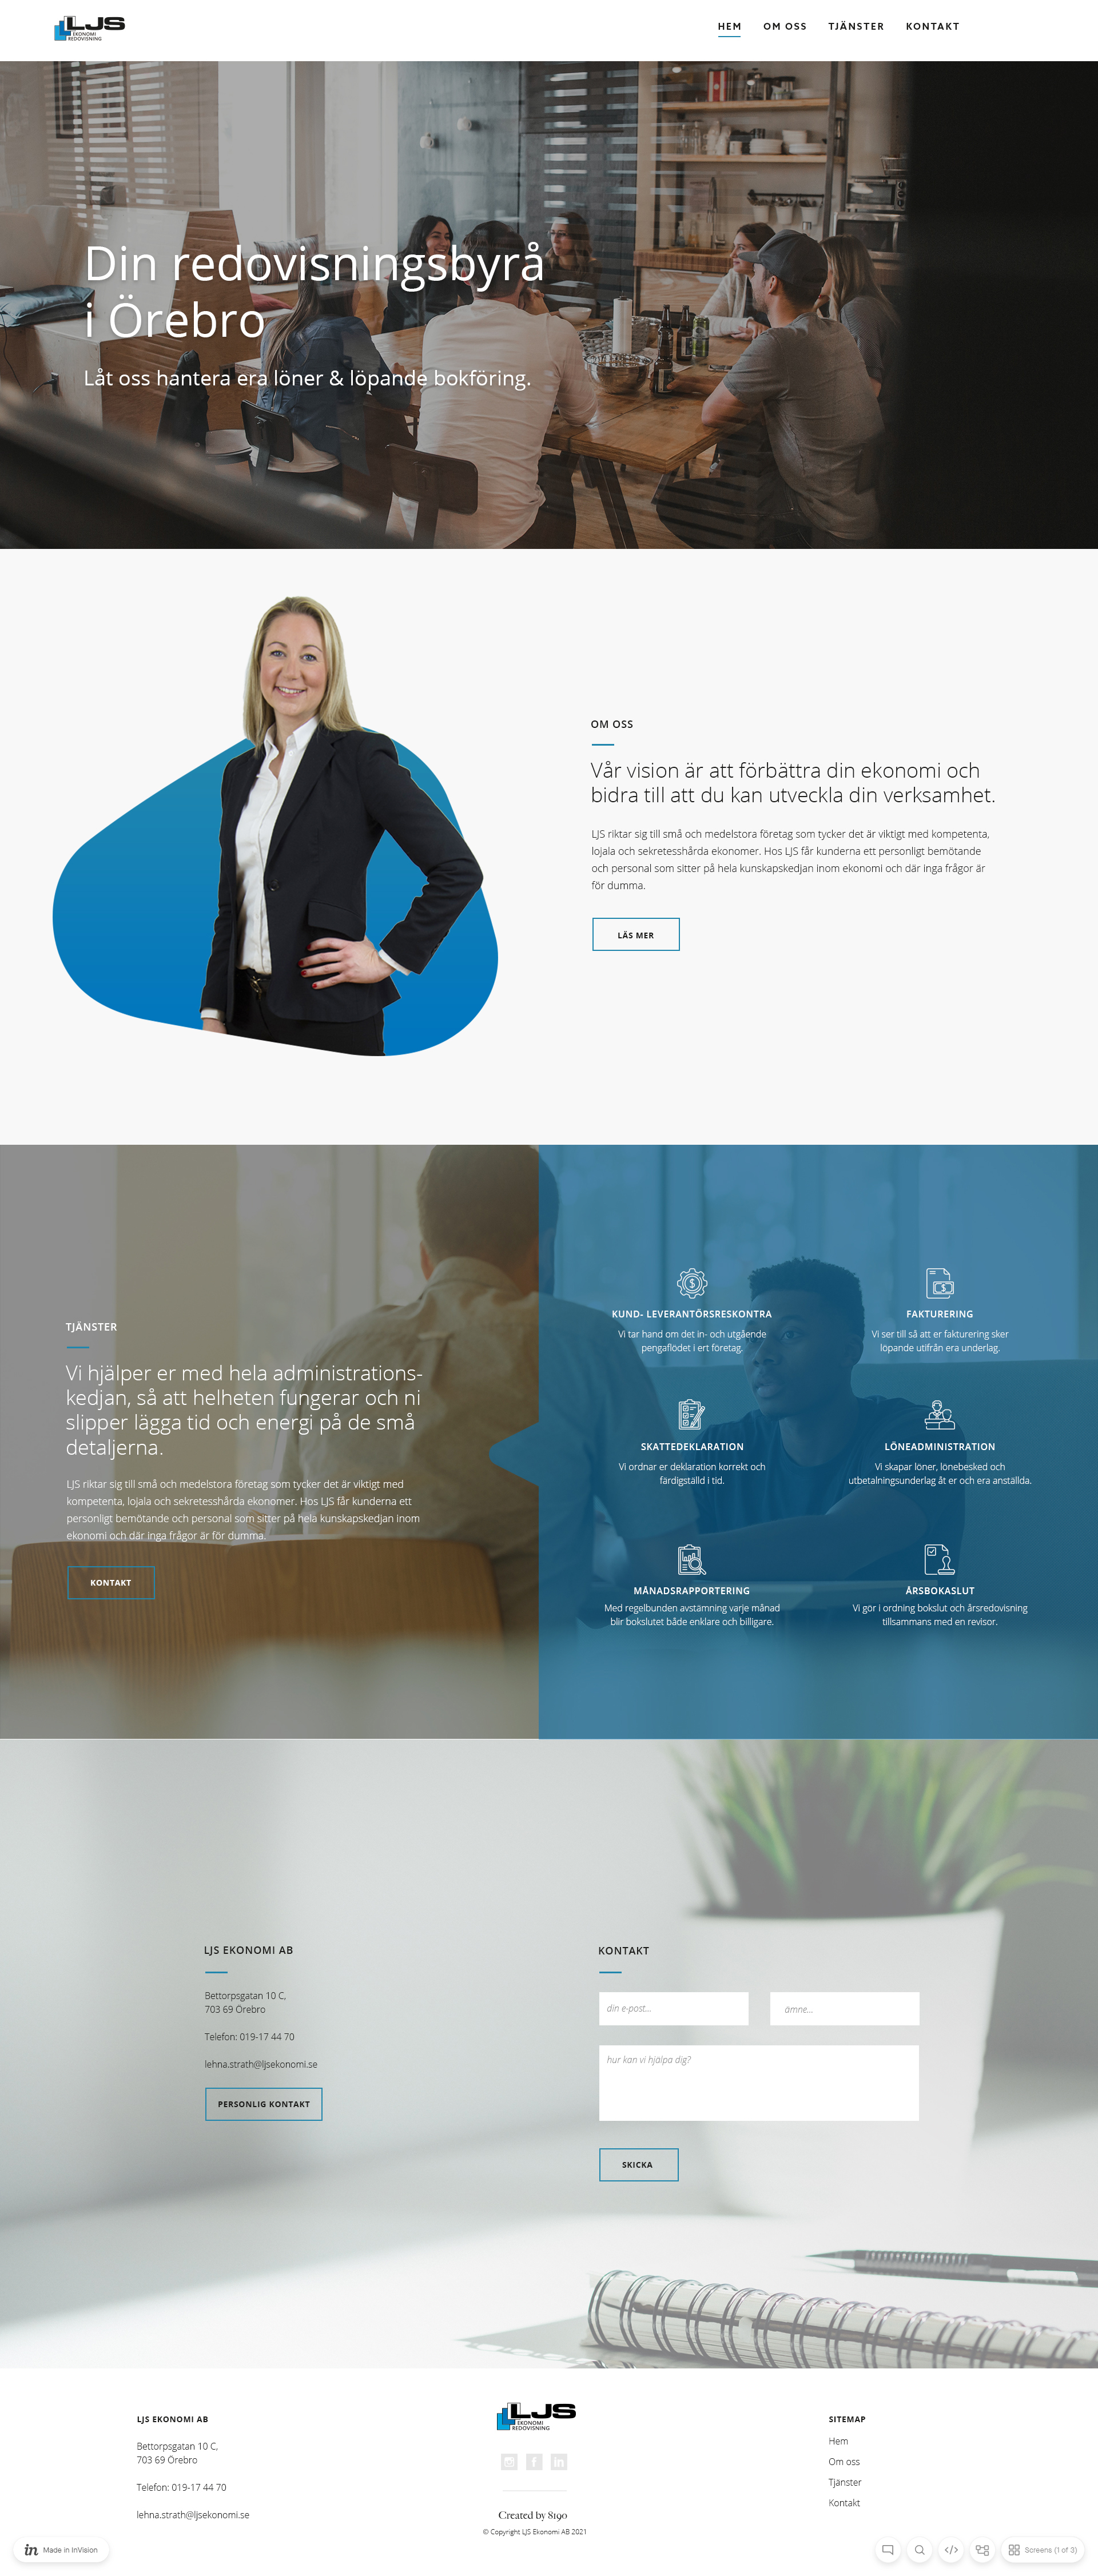 LJS
EKONOMI
REDOVISNING
HEM
OM OSS
TJÄNSTER
KONTAKT
Din redovisningsbyrå
i Örebro
Låt oss hantera era löner & löpande bokföring.
OM OSS
Vår vision är att förbättra din ekonomi och
bidra till att du kan utveckla din verksamhet.
LJS riktar sig till små och medelstora företag som tycker det är viktigt med kompetenta,
lojala och sekretesshårda ekonomer. Hos LJS får kunderna ett personligt bemötande
och personal som sitter på hela kunskapskedjan inom ekonomi och där inga frågor är
för dumma.
LÄS MER
TJÄNSTER
Vi hjälper er med hela administrations-
kedjan, så att helheten fungerar och ni
slipper lägga tid och energi på de små
detaljerna.
LJS riktar sig till små och medelstora företag som tycker det är viktigt med
kompetenta, lojala och sekretesshårda ekonomer. Hos LJS får kunderna ett
personligt bemötande och personal som sitter på hela kunskapskedjan inom
ekonomi och där inga frågor är för dumma.
KONTAKT
KUND- LEVERANTÖRSRESKONTRA
Vi tar hand om det in- och utgående
pengaflödet i ert företag.
FAKTURERING
Vi ser till så att er fakturering sker
löpande utifrån era underlag.
SKATTEDEKLARATION
Vi ordnar er deklaration korrekt och
färdigställd i tid.
LÖNEADMINISTRATION
Vi skapar löner, lönebesked och
utbetalningsunderlag åt er och era anställda.
MÅNADSRAPPORTERING
Med regelbunden avstämning varje månad
blir bokslutet både enklare och billigare.
ÅRSBOKASLUT
Vi gör i ordning bokslut och årsredovisning
tillsammans med en revisor.
LJS EKONOMI AB
Bettorpsgatan 10 C,
703 69 Örebro
Telefon: 019-17 44 70
lehna.strath@ljsekonomi.se
PERSONLIG KONTAKT
KONTAKT
din e-post...
ämne...
hur kan vi hjälpa dig?
SKICKA
LJS EKONOMI AB
Bettorpsgatan 10 C,
703 69 Örebro
Telefon: 019-17 44 70
lehna.strath@ljsekonomi.se
LJS
EKONOMI
REDOVISNING
Created by 8190
© Copyright LJS Ekonomi AB 2021
SITEMAP
Hem
Om oss
Tjänster
Kontakt
in Made in InVision
Screens (1 of 3)